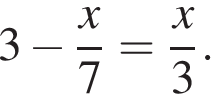 3 − x/7 = x/3.